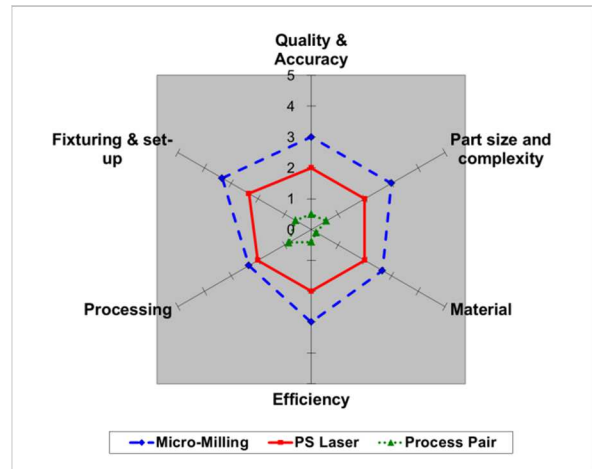 Quality &
Accuracy
5
4
3
2
1
0
Fixturing & set-
up
Part size and
complexity
Processing
Material
Efficiency
Micro-Milling
PS Laser
Process Pair